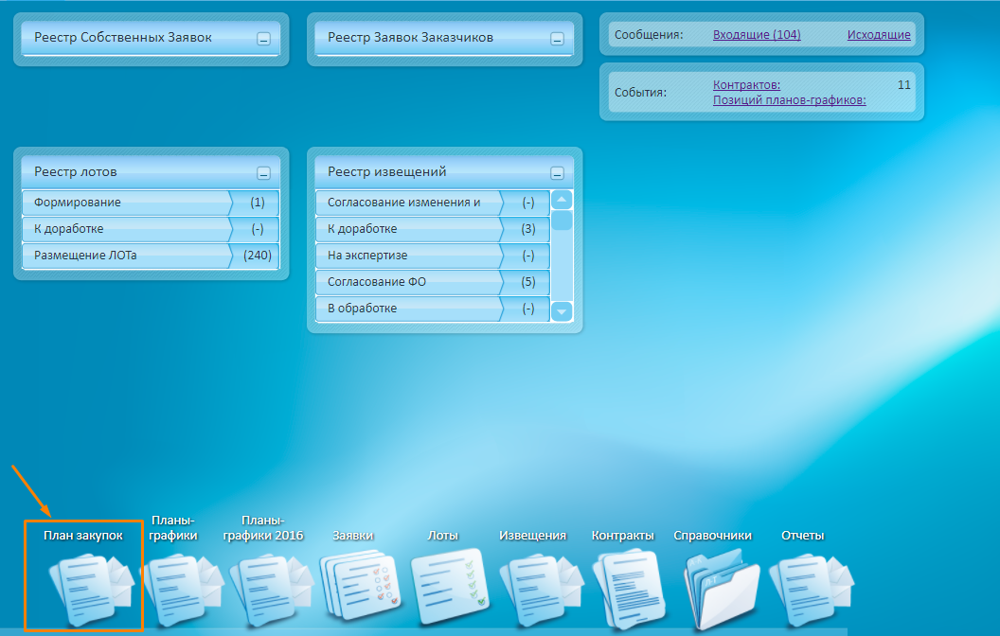 Реестр Собственных Заявок
Реестр Заявок Заказчиков
Сообщения: Входящие (104) Исходящие
События: Контрактов: 11
Позиций планов-графиков:
Реестр лотов
Формирование (1)
К доработке (-)
Размещение ЛОТа (240)
Реестр извещений
Согласование изменения и (-)
К доработке (3)
На экспертизе (-)
Согласование ФО (5)
В обработке (-)
План закупок
Планы-
графики
Планы-
графики 2016
Заявки
Лоты
Извещения
Контракты
Справочники
Отчеты